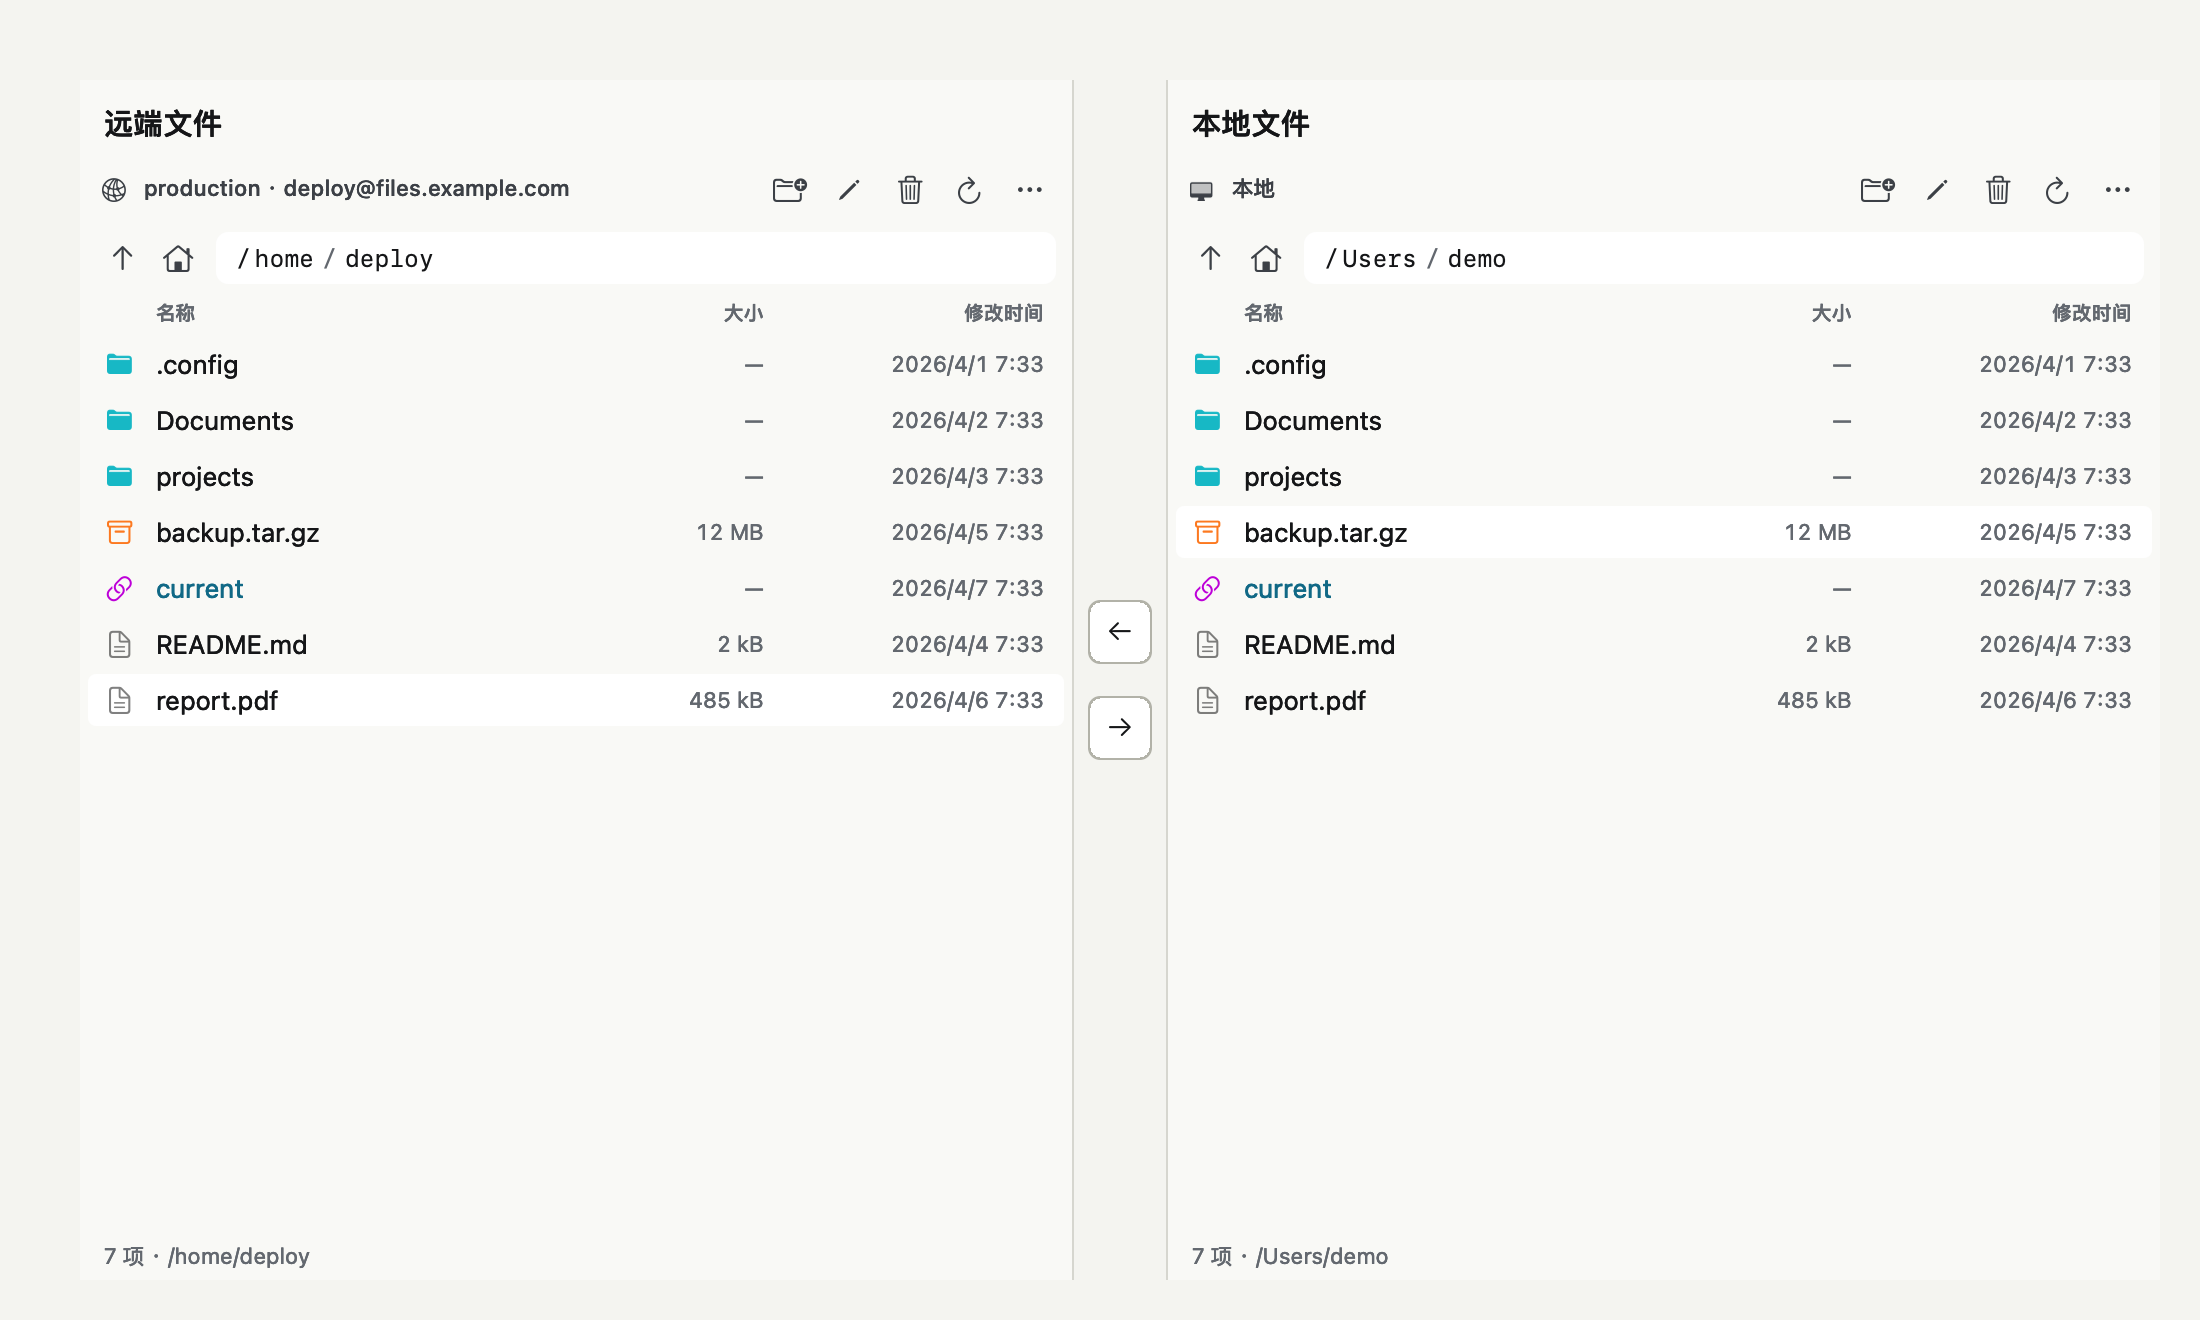 远端文件
production · deploy@files.example.com
/home / deploy
名称 大小 修改时间
.config — 2026/4/1 7:33
Documents — 2026/4/2 7:33
projects — 2026/4/3 7:33
backup.tar.gz 12 MB 2026/4/5 7:33
current — 2026/4/7 7:33
README.md 2 kB 2026/4/4 7:33
report.pdf 485 kB 2026/4/6 7:33
7 项 · /home/deploy
本地文件
本地
/Users / demo
名称 大小 修改时间
.config — 2026/4/1 7:33
Documents — 2026/4/2 7:33
projects — 2026/4/3 7:33
backup.tar.gz 12 MB 2026/4/5 7:33
current — 2026/4/7 7:33
README.md 2 kB 2026/4/4 7:33
report.pdf 485 kB 2026/4/6 7:33
7 项 · /Users/demo